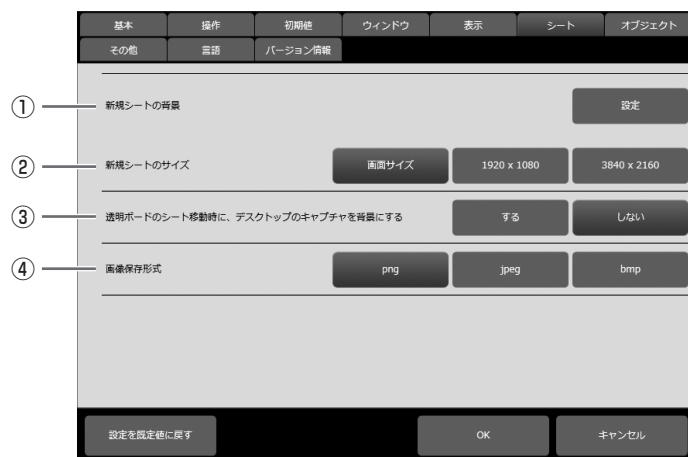 基本 操作 初期値 ウィンドウ 表示 シート オブジェクト
その他 言語 バージョン情報
① 新規シートの背景 設定
② 新規シートのサイズ 画面サイズ 1920 x 1080 3840 x 2160
③ 透明ボードのシート移動時に、デスクトップのキャプチャを背景にする する しない
④ 画像保存形式 png jpeg bmp
設定を既定値に戻す OK キャンセル